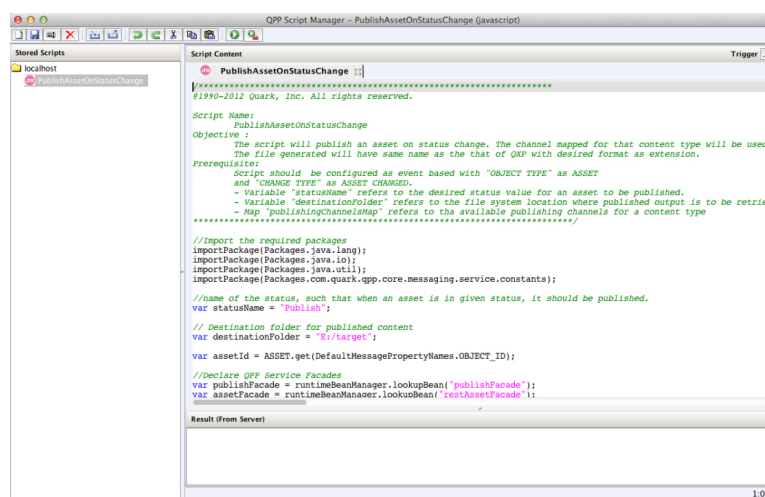 QPP Script Manager – PublishAssetOnStatusChange (javascript)
Stored Scripts
localhost
PublishAssetOnStatusChange
Script Content
Trigger
PublishAssetOnStatusChange
/*********************************************************************
@1990-2012 Quark, Inc. All rights reserved.
Script Name:
PublishAssetOnStatusChange
Objective :
The script will publish an asset on status change. The channel mapped for that content type will be used
The file generated will have same name as the that of QXP with desired format as extension.
Prerequisite:
Script should  be configured as event based with "OBJECT TYPE" as ASSET
and "CHANGE TYPE" as ASSET CHANGED.
- Variable "statusName" refers to the desired status value for an asset to be published.
- Variable "destinationFolder" refers to the file system location where published output is to be retrie
- Map "publishingChannelsMap" refers to tha available publishing channels for a content type
*************************************************************************/
//Import the required packages
importPackage(Packages.java.lang);
importPackage(Packages.java.io);
importPackage(Packages.java.util);
importPackage(Packages.com.quark.qpp.core.messaging.service.constants);
//name of the status, such that when an asset is in given status, it should be published.
var statusName = "Publish";
// Destination folder for published content
var destinationFolder = "E:/target";
var assetId = ASSET.get(DefaultMessagePropertyNames.OBJECT_ID);
//Declare QPP Service Facades
var publishFacade = runtimeBeanManager.lookupBean("publishFacade");
var assetFacade = runtimeBeanManager.lookupBean("restAssetFacade");
Result (From Server)
1:0